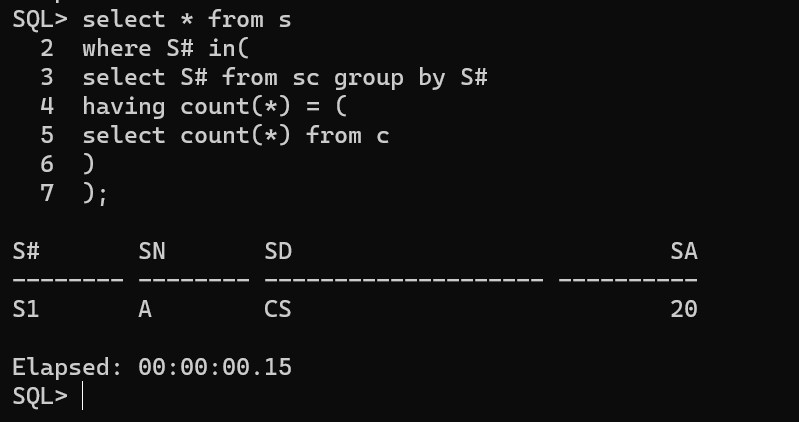 SQL> select * from s
  2  where S# in(
  3  select S# from sc group by S#
  4  having count(*) = (
  5  select count(*) from c
  6  )
  7  );
S#       SN       SD                           SA
-------- -------- -------------------- ----------
S1       A        CS                           20
Elapsed: 00:00:00.15
SQL>